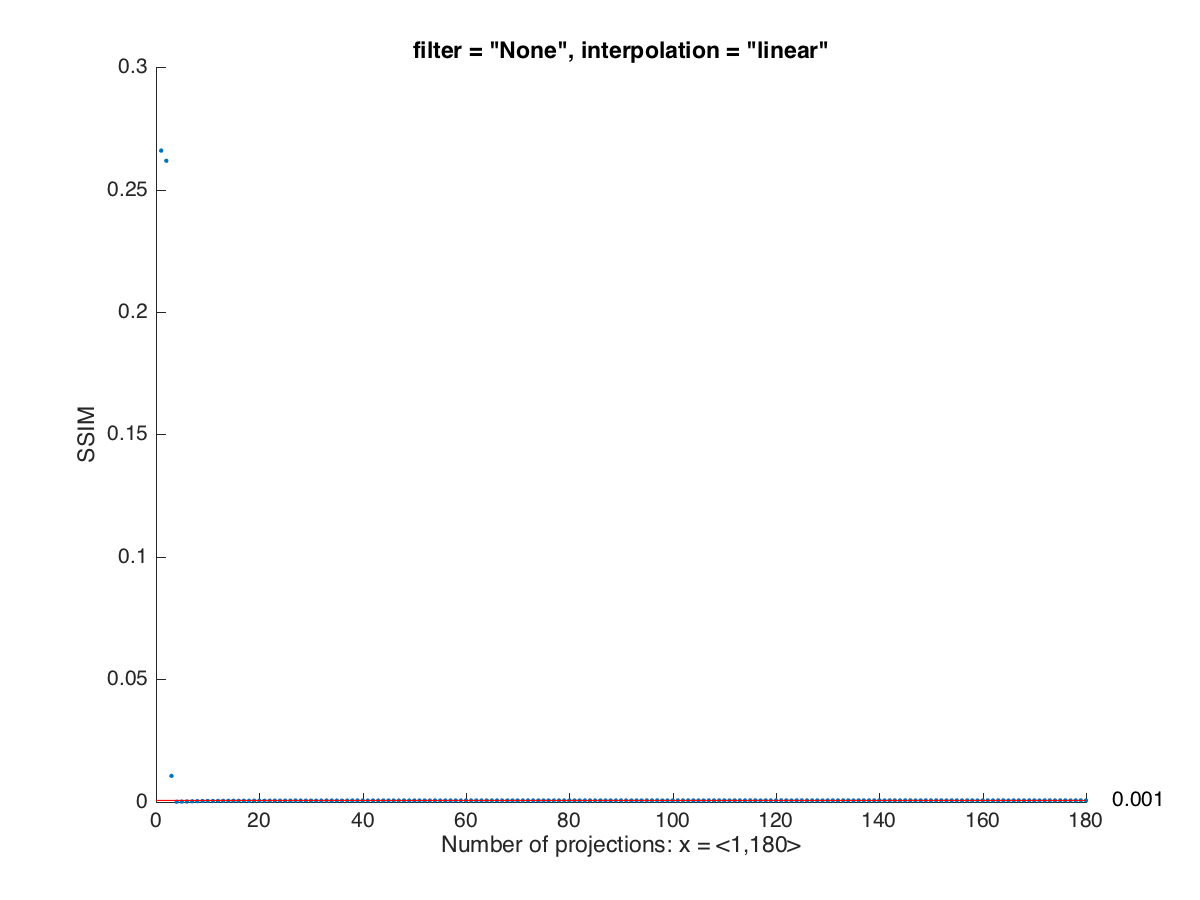 filter = "None", interpolation = "linear"
0.3
0.25
0.2
0.15
0.1
0.05
0
SSIM
0 20 40 60 80 100 120 140 160 180
0.001
Number of projections: x = <1,180>